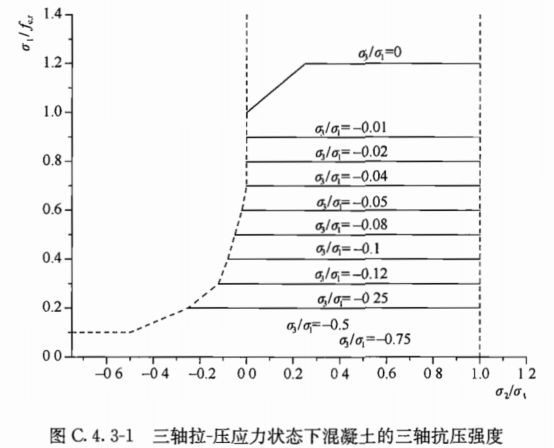 σ₁/f_c,r
1.4
1.2
1.0
0.8
0.6
0.4
0.2
0 0
σ₃/σ₁=0
σ₃/σ₁=-0.01
σ₃/σ₁=-0.02
σ₃/σ₁=-0.04
σ₃/σ₁=-0.05
σ₃/σ₁=-0.08
σ₃/σ₁=-0.1
σ₃/σ₁=-0.12
σ₃/σ₁=-0 25
σ₃/σ₁=-0.5
σ₃/σ₁=-0.75
-0 6 -0 4 -0 2 0 0 0.2 0.4 0.6 0 8 1.0 1 2
σ₂/σ₁
图 C. 4. 3-1 三轴拉-压应力状态下混凝土的三轴抗压强度